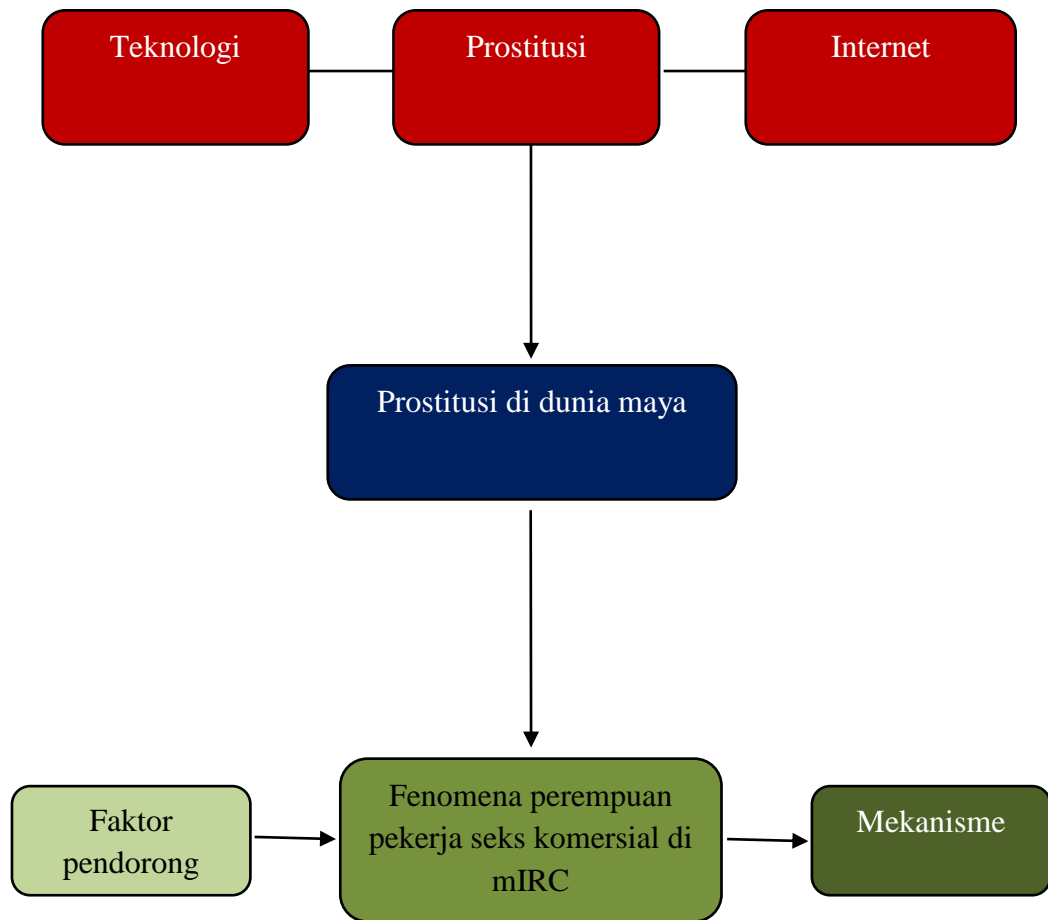 Teknologi
Prostitusi
Internet
Prostitusi di dunia maya
Faktor
pendorong
Fenomena perempuan
pekerja seks komersial di
mIRC
Mekanisme